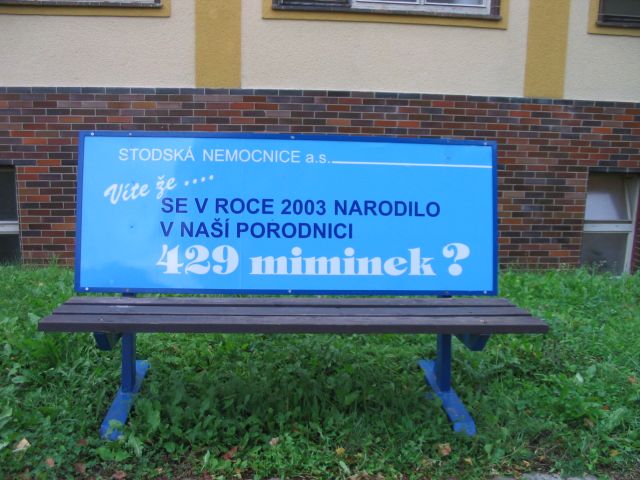 STODSKÁ NEMOCNICE a.s.
Víte že ....
SE V ROCE 2003 NARODILO
V NAŠÍ PORODNICI
429 miminek ?